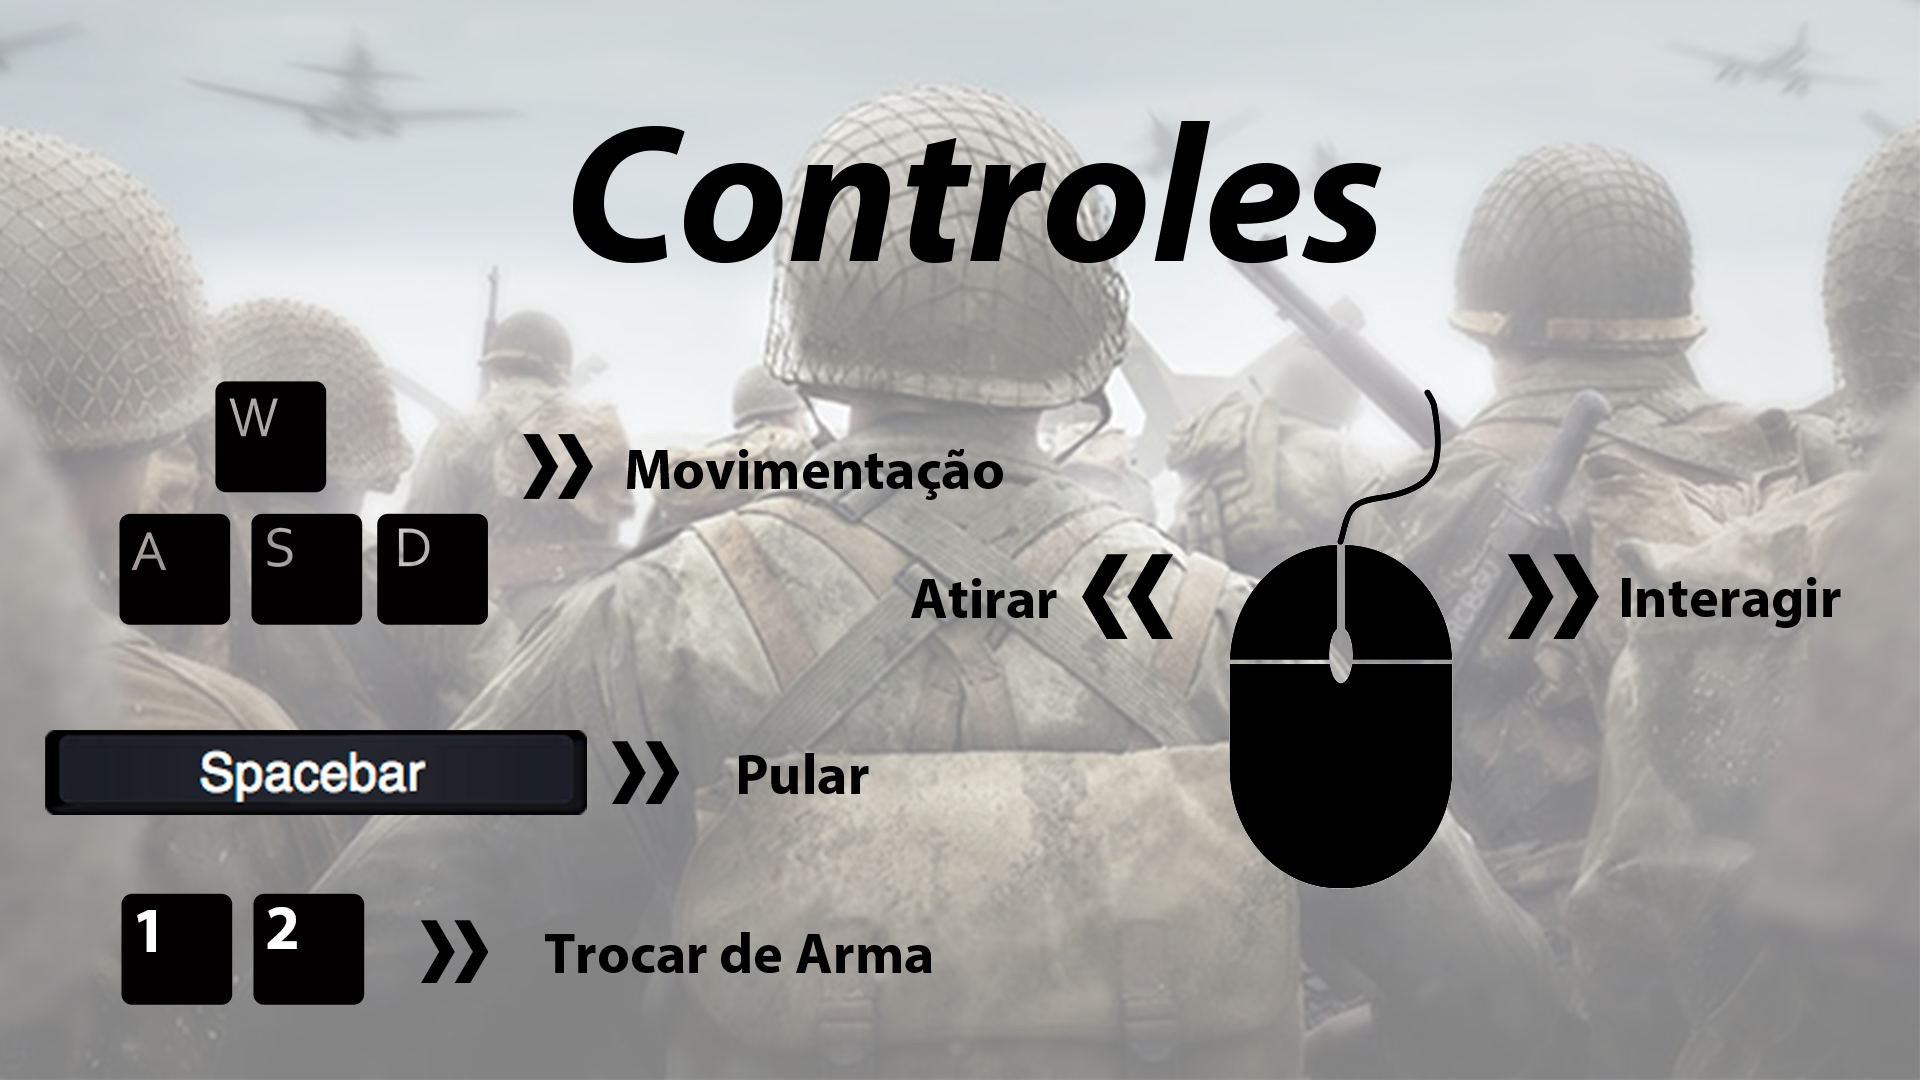 Controles
W
Movimentação
A S D
Atirar
Interagir
Spacebar
Pular
1 2
Trocar de Arma